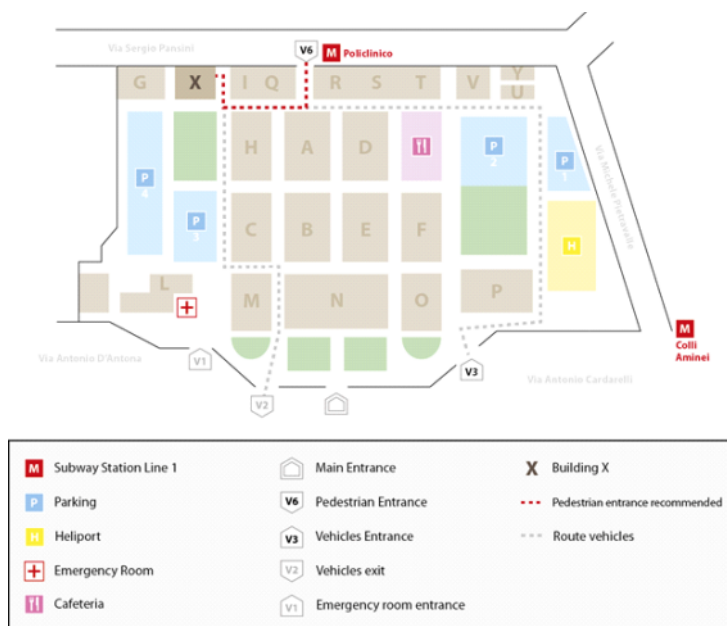 Via Sergio Pansini
V6
M Policlinico
G
X
I Q
R S T
V
Y
U
H
A
D
P
2
P
1
P
4
P
3
C
B
E
F
H
Via Michele Pietravalle
L
M
N
O
P
M
Colli
Aminei
Via Antonio D'Antona
V1
V2
V3
Via Antonio Cardarelli
M Subway Station Line 1
P Parking
H Heliport
Emergency Room
Cafeteria
Main Entrance
V6 Pedestrian Entrance
V3 Vehicles Entrance
V2 Vehicles exit
V1 Emergency room entrance
X Building X
Pedestrian entrance recommended
Route vehicles